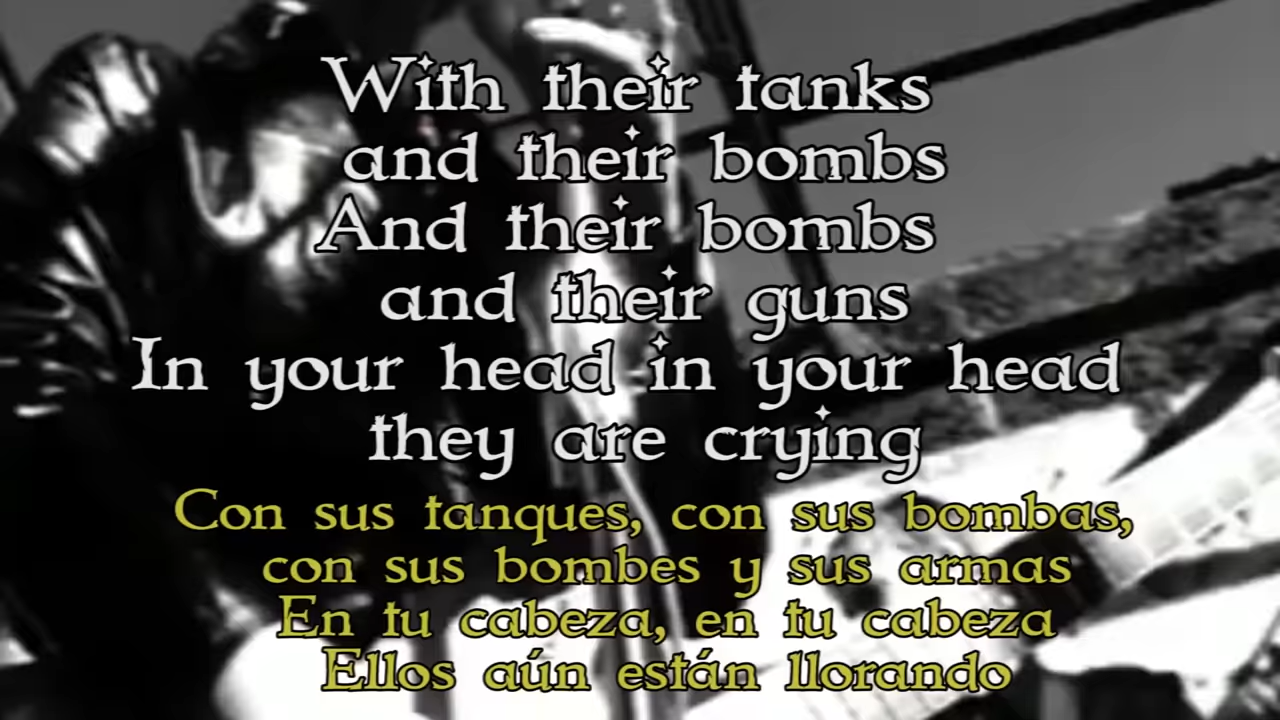 With their tanks
and their bombs
And their bombs
and their guns
In your head in your head
they are crying
Con sus tanques, con sus bombas,
con sus bombes y sus armas
En tu cabeza, en tu cabeza
Ellos aún están llorando